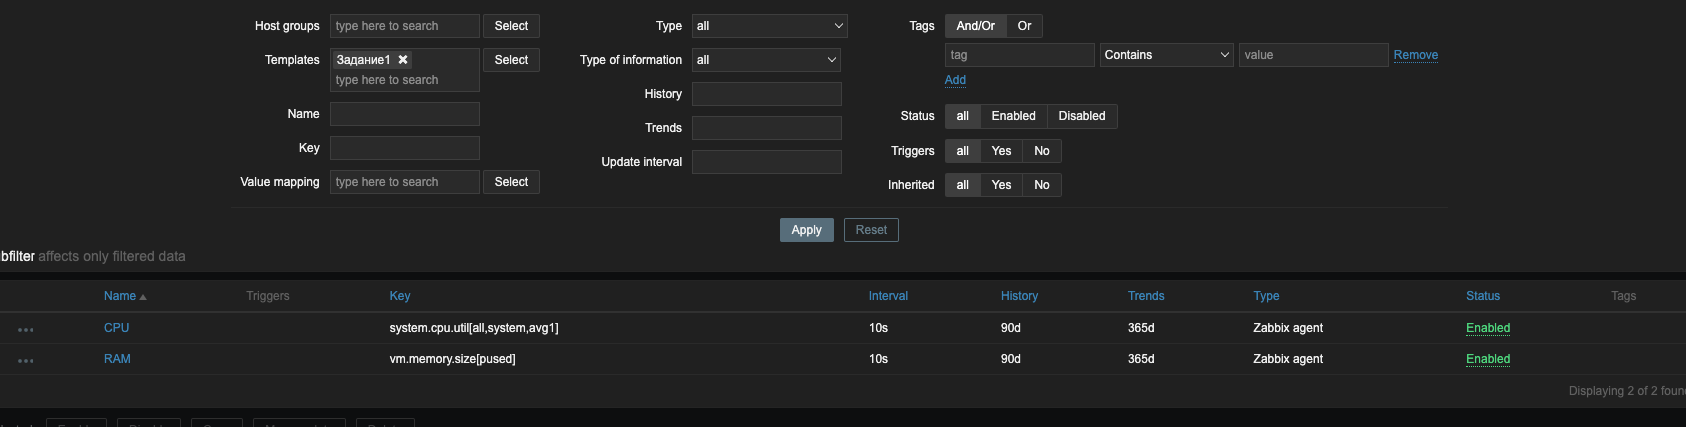 Host groups type here to search Select
Type all
Tags And/Or Or
Templates Задание1 Select
type here to search
Type of information all
tag Contains value Remove
Add
Name
History
Key
Trends
Status all Enabled Disabled
Value mapping type here to search Select
Update interval
Triggers all Yes No
Inherited all Yes No
Apply Reset
bfilter affects only filtered data
Name Triggers Key Interval History Trends Type Status Tags
CPU system.cpu.util[all,system,avg1] 10s 90d 365d Zabbix agent Enabled
RAM vm.memory.size[pused] 10s 90d 365d Zabbix agent Enabled
Displaying 2 of 2 foun